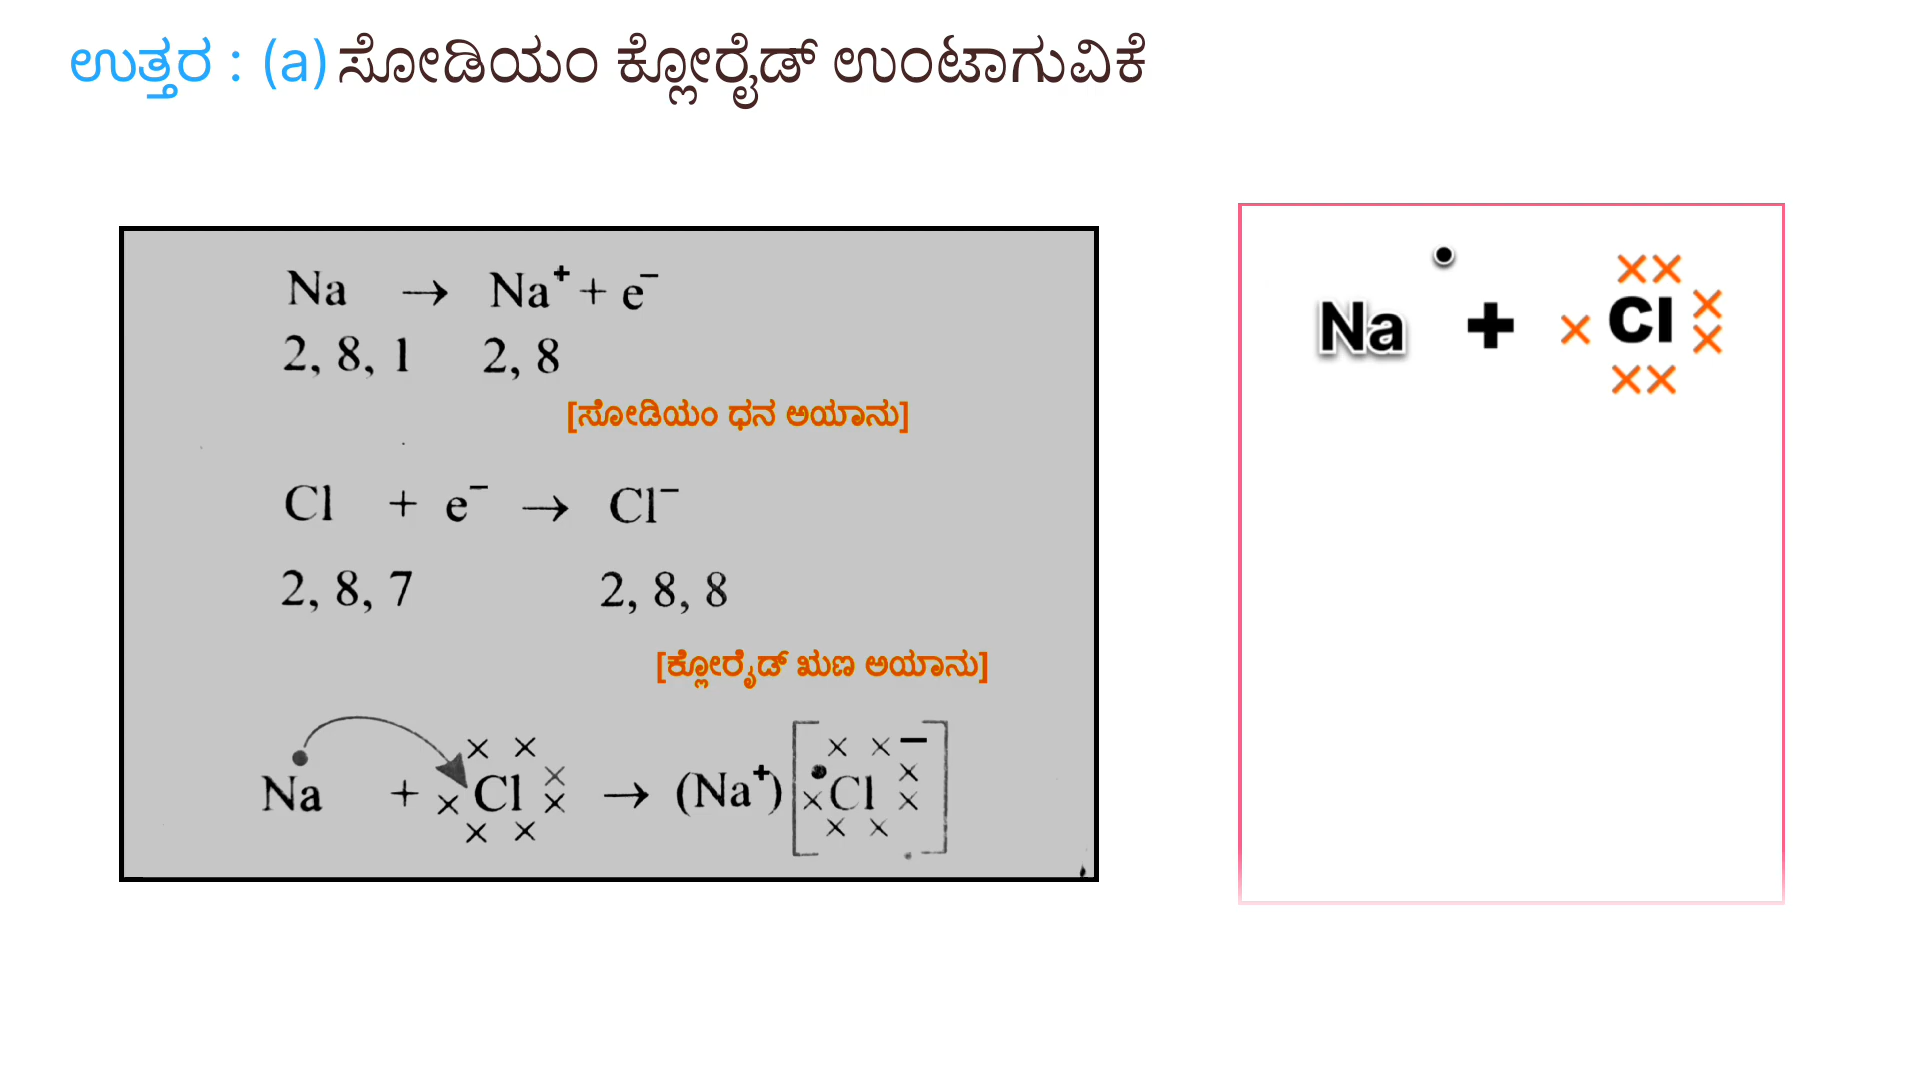 ಉತ್ತರ : (a) ಸೋಡಿಯಂ ಕ್ಲೋರೈಡ್ ಉಂಟಾಗುವಿಕೆ
Na → Na⁺ + e⁻
2, 8, 1 2, 8
[ಸೋಡಿಯಂ ಧನ ಅಯಾನು]
Cl + e⁻ → Cl⁻
2, 8, 7 2, 8, 8
[ಕ್ಲೋರೈಡ್ ಋಣ ಅಯಾನು]
Na + Cl → (Na⁺) [Cl]⁻
Na + Cl